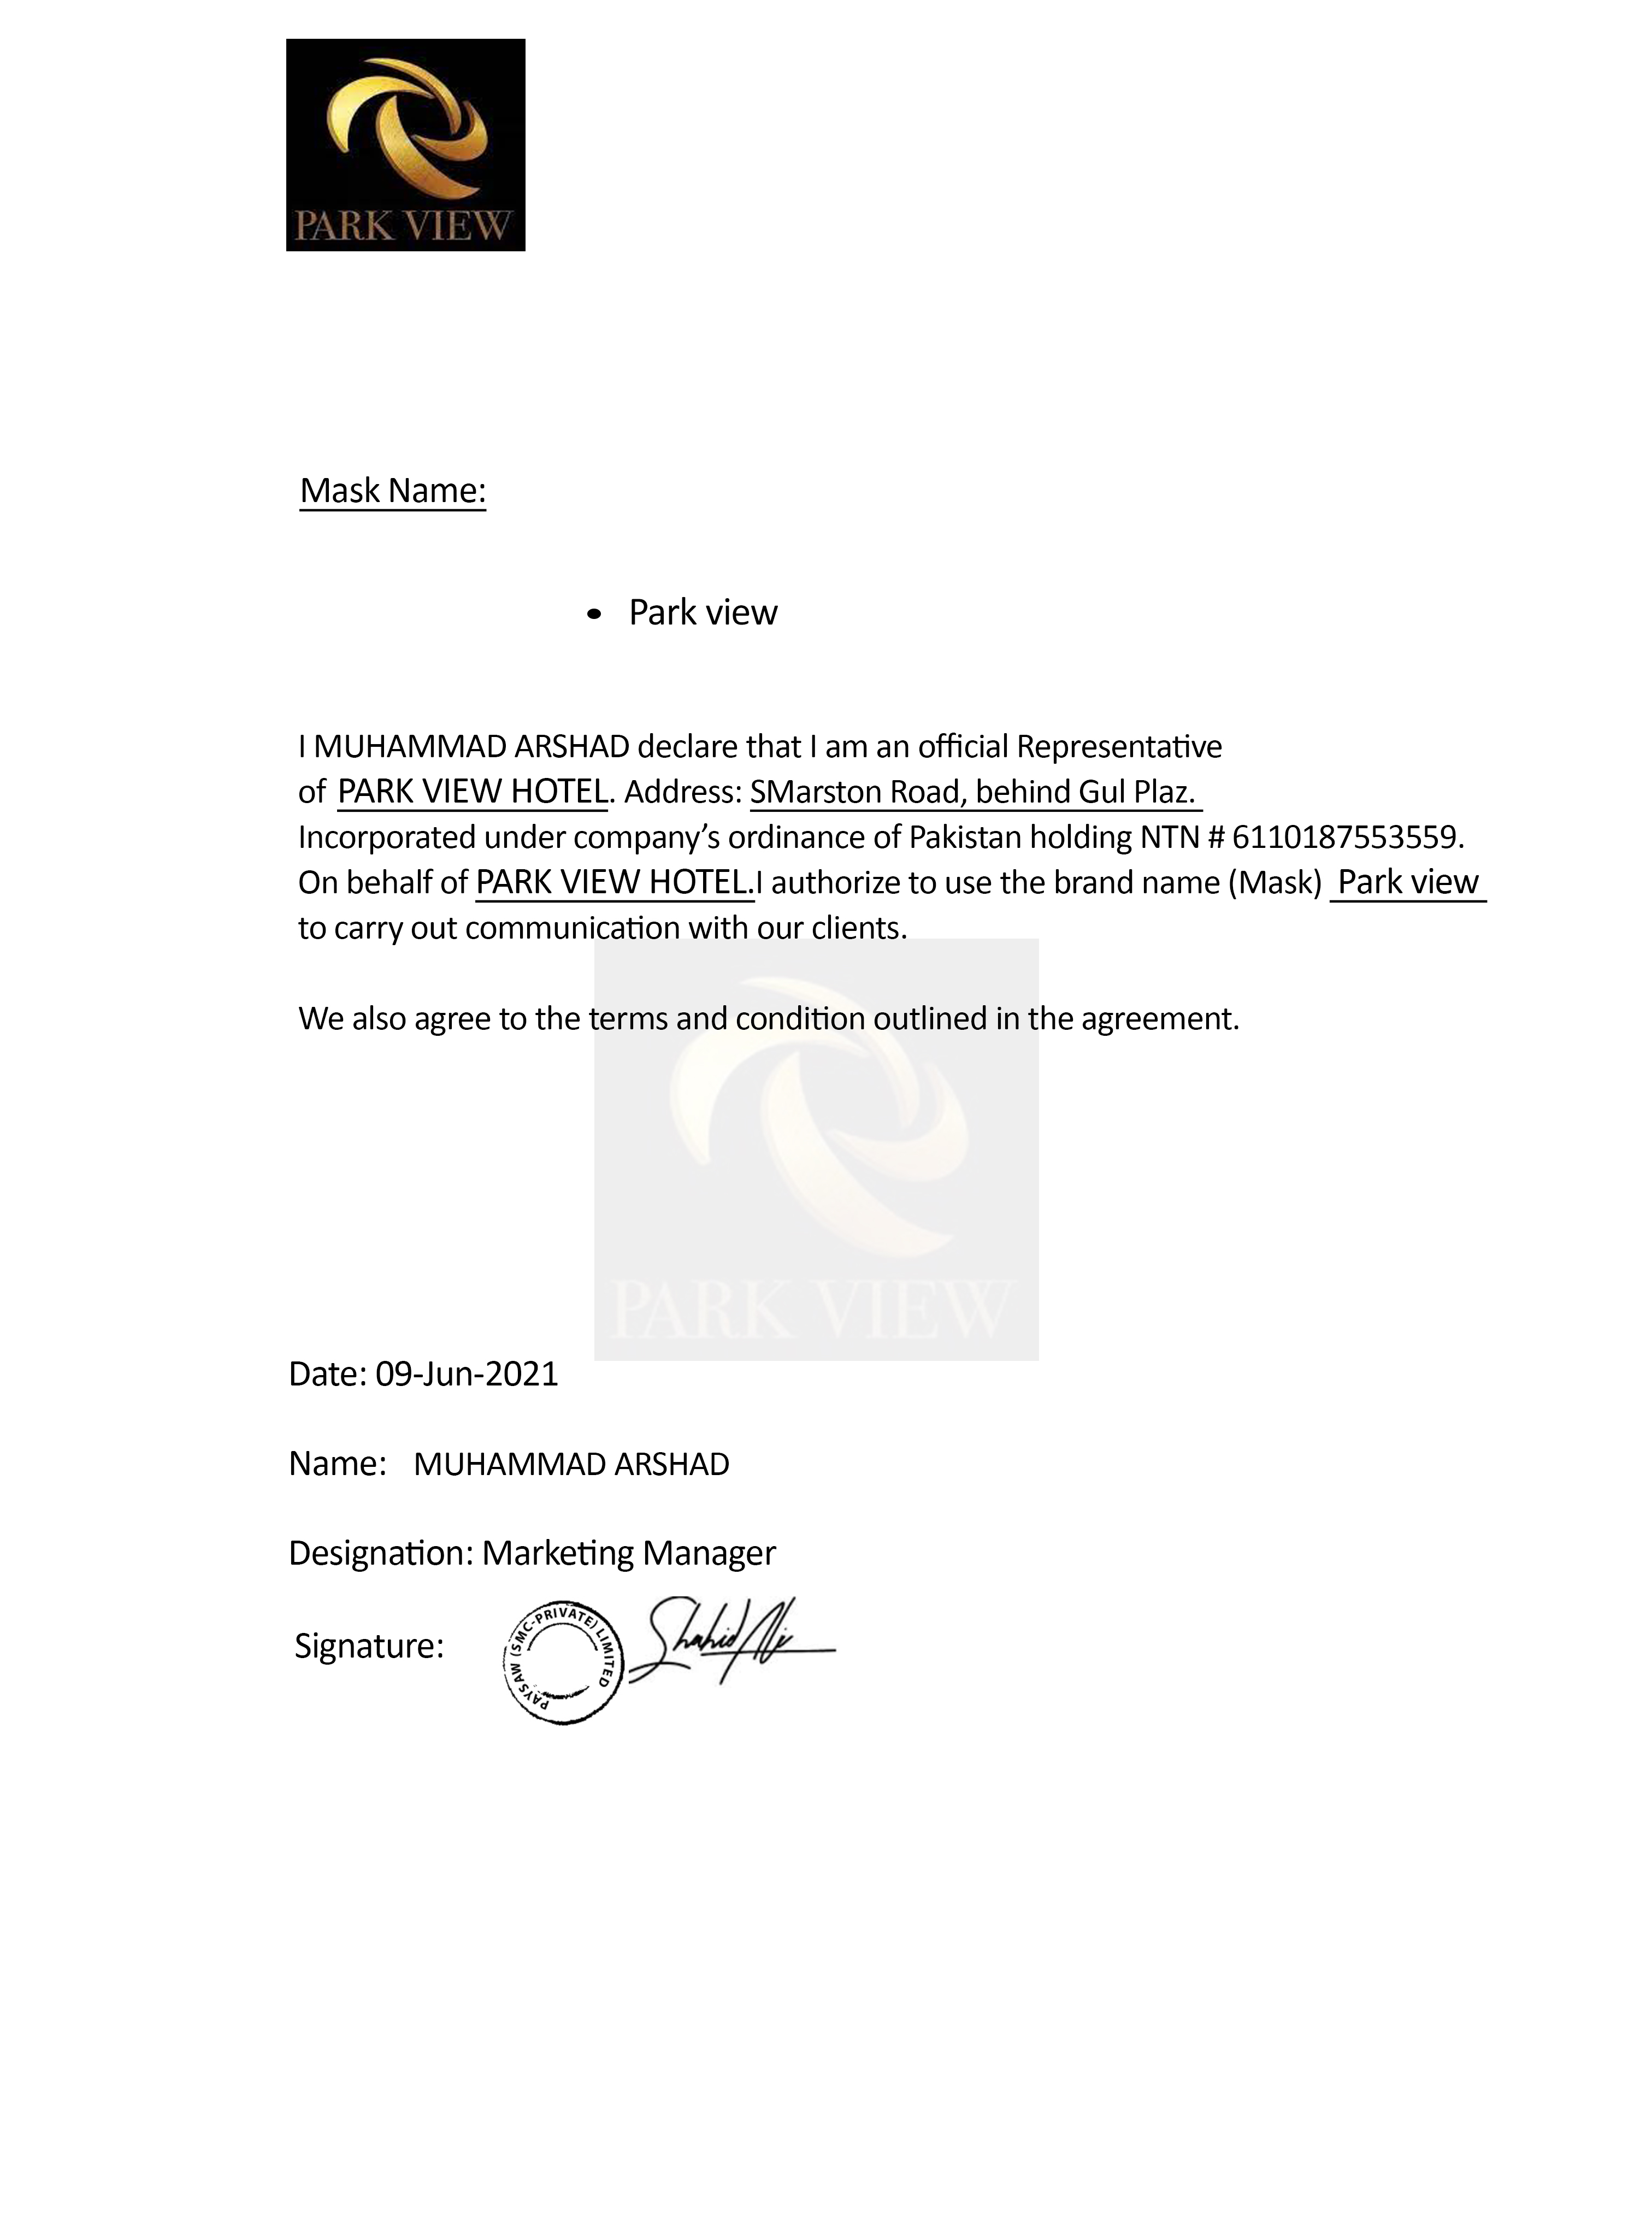 PARK VIEW
Mask Name:
• Park view
I MUHAMMAD ARSHAD declare that I am an official Representative
of PARK VIEW HOTEL. Address: SMarston Road, behind Gul Plaz.
Incorporated under company’s ordinance of Pakistan holding NTN # 6110187553559.
On behalf of PARK VIEW HOTEL.I authorize to use the brand name (Mask) Park view
to carry out communication with our clients.
We also agree to the terms and condition outlined in the agreement.
PARK VIEW
Date: 09-Jun-2021
Name: MUHAMMAD ARSHAD
Designation: Marketing Manager
Signature:
PAYSAW (SMC-PRIVATE) LIMITED
Shahid Ali